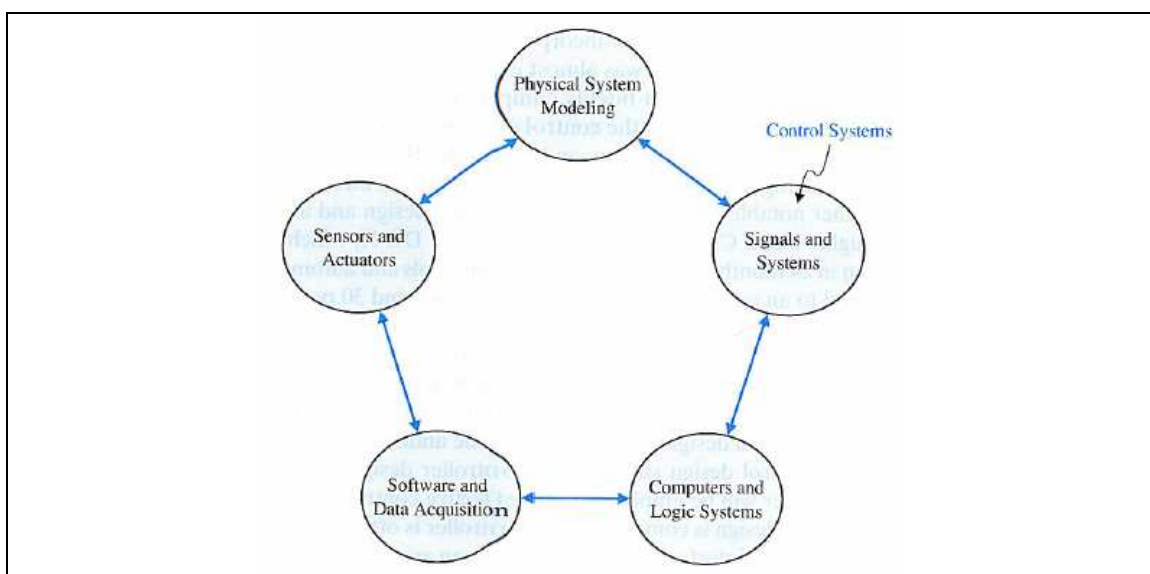 Physical System
Modeling
Control Systems
Sensors and
Actuators
Signals and
Systems
Software and
Data Acquisition
Computers and
Logic Systems